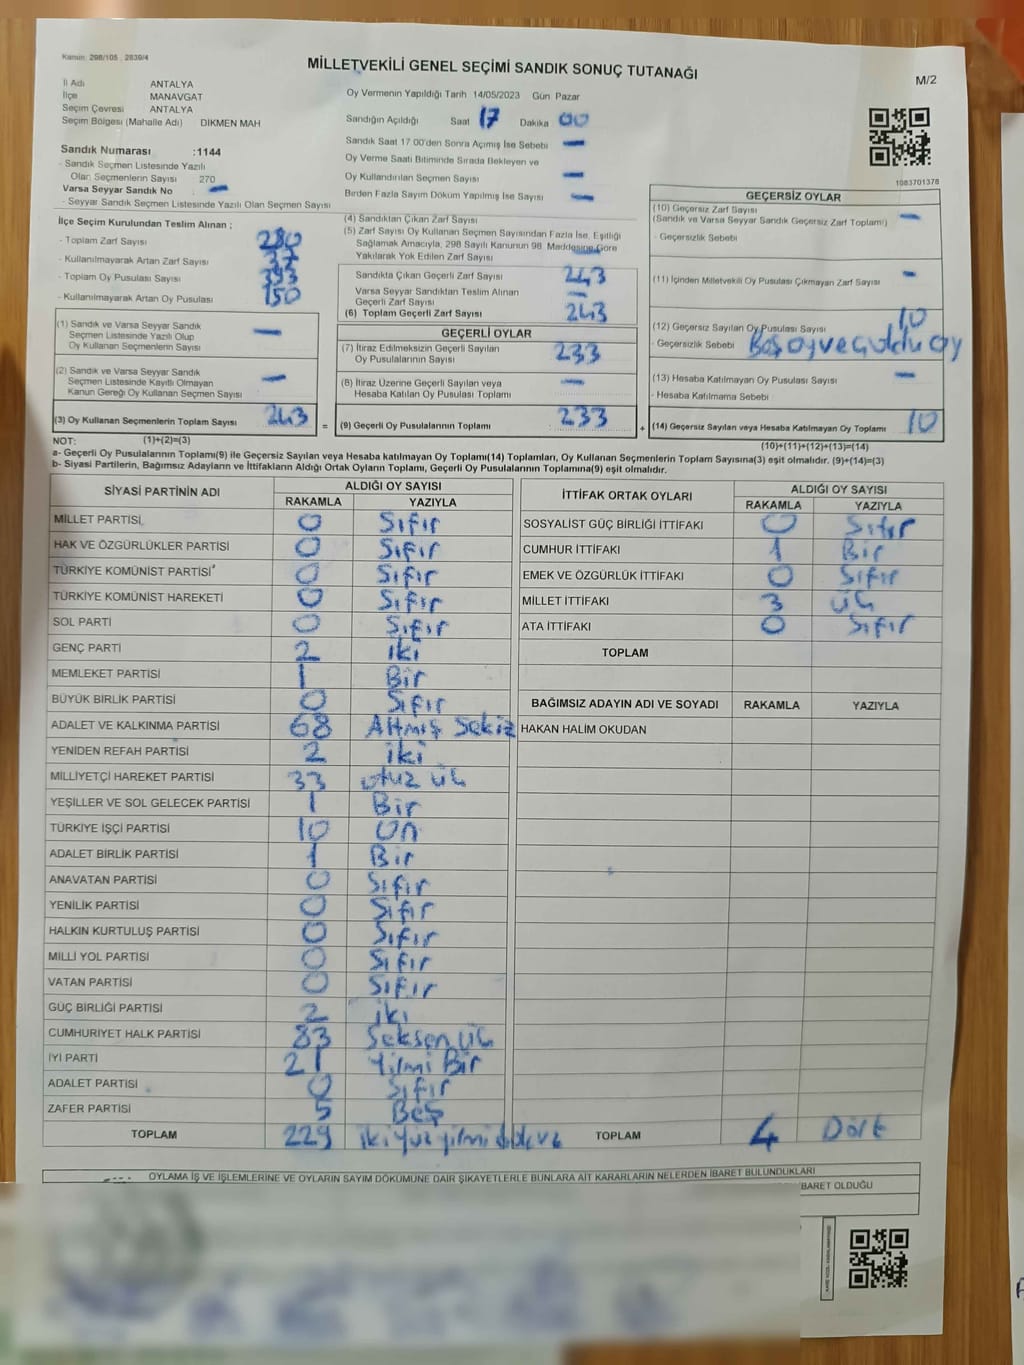 Kanun: 298/105 , 2839/4
MİLLETVEKİLİ GENEL SEÇİMİ SANDIK SONUÇ TUTANAĞI
M/2
İl Adı ANTALYA
İlçe MANAVGAT
Seçim Çevresi ANTALYA
Seçim Bölgesi (Mahalle Adı) DİKMEN MAH
Sandık Numarası :1144
- Sandık Seçmen Listesinde Yazılı
Olan Seçmenlerin Sayısı 270
Varsa Seyyar Sandık No —
- Seyyar Sandık Seçmen Listesinde Yazılı Olan Seçmen Sayısı
Oy Vermenin Yapıldığı Tarih 14/05/2023 Gün Pazar
Sandığın Açıldığı Saat 17 Dakika 00
Sandık Saat 17.00'den Sonra Açımış İse Sebebi —
Oy Verme Saati Bitiminde Sırada Bekleyen ve
Oy Kullandırılan Seçmen Sayısı —
Birden Fazla Sayım Döküm Yapılmış İse Sayısı —
1083701378
İlçe Seçim Kurulundan Teslim Alınan ;
- Toplam Zarf Sayısı 280
- Kullanılmayarak Artan Zarf Sayısı 37
- Toplam Oy Pusulası Sayısı 393
- Kullanılmayarak Artan Oy Pusulası 150
(1) Sandık ve Varsa Seyyar Sandık
Seçmen Listesinde Yazılı Olup
Oy Kullanan Seçmenlerin Sayısı —
(2) Sandık ve Varsa Seyyar Sandık
Seçmen Listesinde Kayıtlı Olmayan
Kanun Gereği Oy Kullanan Seçmen Sayısı —
(3) Oy Kullanan Seçmenlerin Toplam Sayısı 243 =
(4) Sandıktan Çıkan Zarf Sayısı
(5) Zarf Sayısı Oy Kullanan Seçmen Sayısından Fazla İse, Eşitliği
Sağlamak Amacıyla, 298 Sayılı Kanunun 98. Maddesine Göre
Yakılarak Yok Edilen Zarf Sayısı —
Sandıkta Çıkan Geçerli Zarf Sayısı 243
Varsa Seyyar Sandıktan Teslim Alınan
Geçerli Zarf Sayısı —
(6) Toplam Geçerli Zarf Sayısı 243
GEÇERLİ OYLAR
(7) İtiraz Edilmeksizin Geçerli Sayılan
Oy Pusulalarının Sayısı 233
(8) İtiraz Üzerine Geçerli Sayılan veya
Hesaba Katılan Oy Pusulası Toplamı —
(9) Geçerli Oy Pusulalarının Toplamı 233 +
GEÇERSİZ OYLAR
(10) Geçersiz Zarf Sayısı —
(Sandık ve Varsa Seyyar Sandık Geçersiz Zarf Toplamı)
- Geçersizlik Sebebi
(11) İçinden Milletvekili Oy Pusulası Çıkmayan Zarf Sayısı —
(12) Geçersiz Sayılan Oy Pusulası Sayısı 10
- Geçersizlik Sebebi Boş oy ve çoklu oy
(13) Hesaba Katılmayan Oy Pusulası Sayısı —
- Hesaba Katılmama Sebebi
(14) Geçersiz Sayılan veya Hesaba Katılmayan Oy Toplamı 10
NOT: (1)+(2)=(3) (10)+(11)+(12)+(13)=(14)
a- Geçerli Oy Pusulalarının Toplamı(9) ile Geçersiz Sayılan veya Hesaba katılmayan Oy Toplamı(14) Toplamları, Oy Kullanan Seçmenlerin Toplam Sayısına(3) eşit olmalıdır. (9)+(14)=(3)
b- Siyasi Partilerin, Bağımsız Adayların ve İttifakların Aldığı Ortak Oyların Toplamı, Geçerli Oy Pusulalarının Toplamına(9) eşit olmalıdır.
SİYASİ PARTİNİN ADI ALDIĞI OY SAYISI
RAKAMLA YAZIYLA
MİLLET PARTİSİ 0 Sıfır
HAK VE ÖZGÜRLÜKLER PARTİSİ 0 Sıfır
TÜRKİYE KOMÜNİST PARTİSİ 0 Sıfır
TÜRKİYE KOMÜNİST HAREKETİ 0 Sıfır
SOL PARTİ 0 Sıfır
GENÇ PARTİ 2 iki
MEMLEKET PARTİSİ 1 Bir
BÜYÜK BİRLİK PARTİSİ 0 Sıfır
ADALET VE KALKINMA PARTİSİ 68 Altmış Sekiz
YENİDEN REFAH PARTİSİ 2 iki
MİLLİYETÇİ HAREKET PARTİSİ 33 otuz üç
YEŞİLLER VE SOL GELECEK PARTİSİ 1 Bir
TÜRKİYE İŞÇİ PARTİSİ 10 On
ADALET BİRLİK PARTİSİ 1 Bir
ANAVATAN PARTİSİ 0 Sıfır
YENİLİK PARTİSİ 0 Sıfır
HALKIN KURTULUŞ PARTİSİ 0 Sıfır
MİLLİ YOL PARTİSİ 0 Sıfır
VATAN PARTİSİ 0 Sıfır
GÜÇ BİRLİĞİ PARTİSİ 2 iki
CUMHURİYET HALK PARTİSİ 83 Seksen üç
İYİ PARTİ 21 Yirmi Bir
ADALET PARTİSİ 0 Sıfır
ZAFER PARTİSİ 5 Beş
TOPLAM 229 iki yüz yirmi dokuz
İTTİFAK ORTAK OYLARI ALDIĞI OY SAYISI
RAKAMLA YAZIYLA
SOSYALİST GÜÇ BİRLİĞİ İTTİFAKI 0 Sıfır
CUMHUR İTTİFAKI 1 Bir
EMEK VE ÖZGÜRLÜK İTTİFAKI 0 Sıfır
MİLLET İTTİFAKI 3 üç
ATA İTTİFAKI 0 Sıfır
TOPLAM
BAĞIMSIZ ADAYIN ADI VE SOYADI RAKAMLA YAZIYLA
HAKAN HALİM OKUDAN
TOPLAM 4 Dört
OYLAMA İŞ VE İŞLEMLERİNE VE OYLARIN SAYIM DÖKÜMÜNE DAİR ŞİKAYETLERLE BUNLARA AİT KARARLARIN NELERDEN İBARET BULUNDUKLARI
BARET OLDUĞU